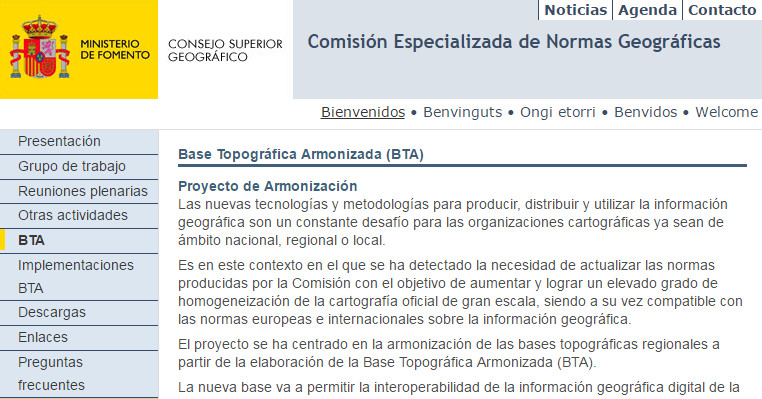 Noticias Agenda Contacto
MINISTERIO
DE FOMENTO
CONSEJO SUPERIOR
GEOGRÁFICO
Comisión Especializada de Normas Geográficas
Bienvenidos • Benvinguts • Ongi etorri • Benvidos • Welcome
Presentación
Grupo de trabajo
Reuniones plenarias
Otras actividades
BTA
Implementaciones
BTA
Descargas
Enlaces
Preguntas
frecuentes
Base Topográfica Armonizada (BTA)
Proyecto de Armonización
Las nuevas tecnologías y metodologías para producir, distribuir y utilizar la información
geográfica son un constante desafío para las organizaciones cartográficas ya sean de
ámbito nacional, regional o local.
Es en este contexto en el que se ha detectado la necesidad de actualizar las normas
producidas por la Comisión con el objetivo de aumentar y lograr un elevado grado de
homogeneización de la cartografía oficial de gran escala, siendo a su vez compatible con
las normas europeas e internacionales sobre la información geográfica.
El proyecto se ha centrado en la armonización de las bases topográficas regionales a
partir de la elaboración de la Base Topográfica Armonizada (BTA).
La nueva base va a permitir la interoperabilidad de la información geográfica digital de la